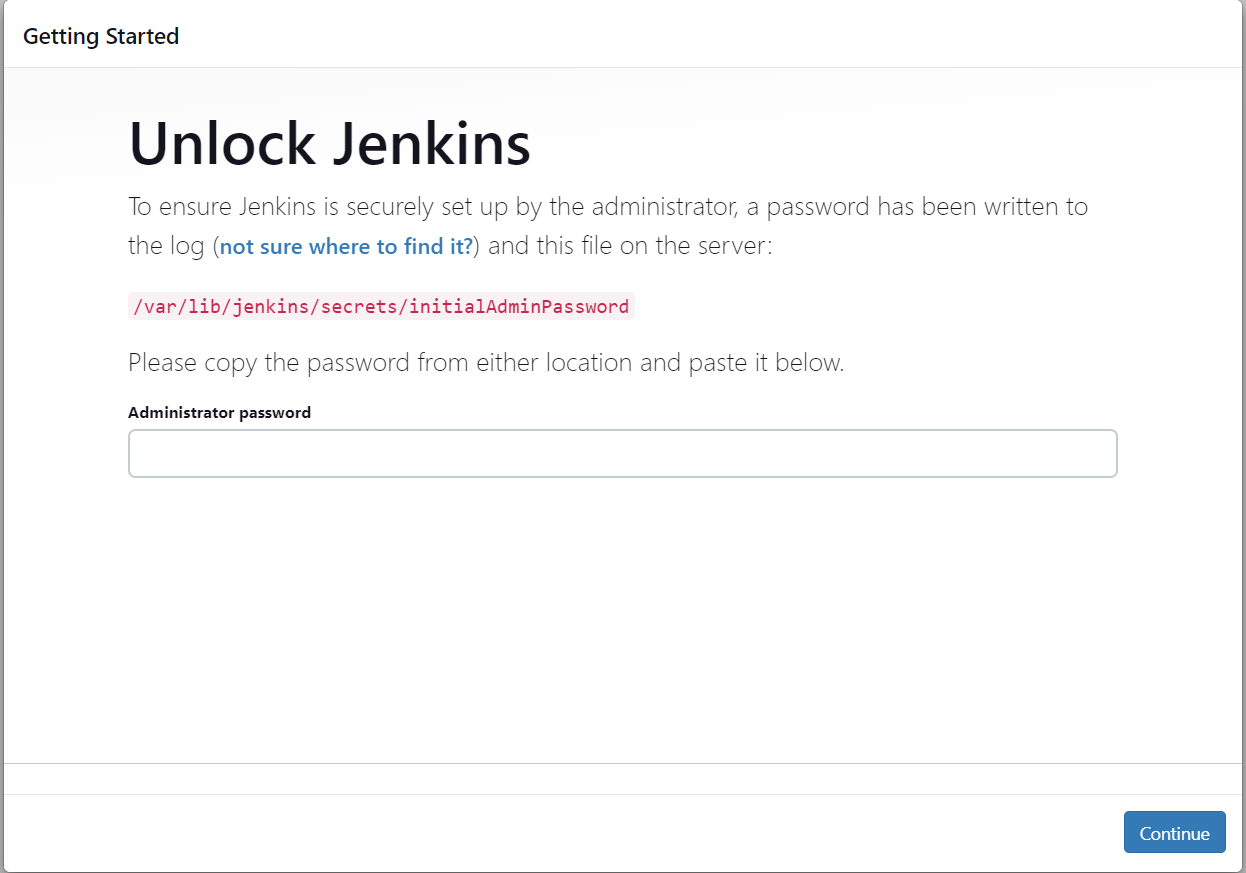 Getting Started
Unlock Jenkins
To ensure Jenkins is securely set up by the administrator, a password has been written to
the log (not sure where to find it?) and this file on the server:
/var/lib/jenkins/secrets/initialAdminPassword
Please copy the password from either location and paste it below.
Administrator password
Continue